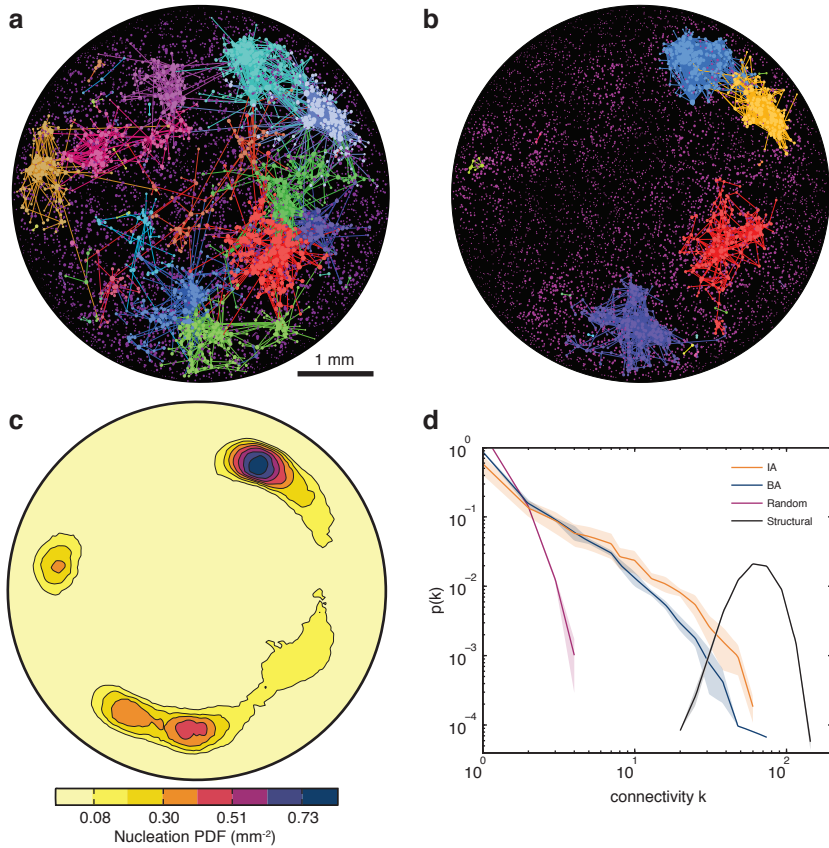 a
b
1 mm
c
d
0.08 0.30 0.51 0.73
Nucleation PDF (mm⁻²)
10⁰
10⁻¹
10⁻²
10⁻³
10⁻⁴
p(k)
IA
BA
Random
Structural
10⁰ 10¹ 10²
connectivity k